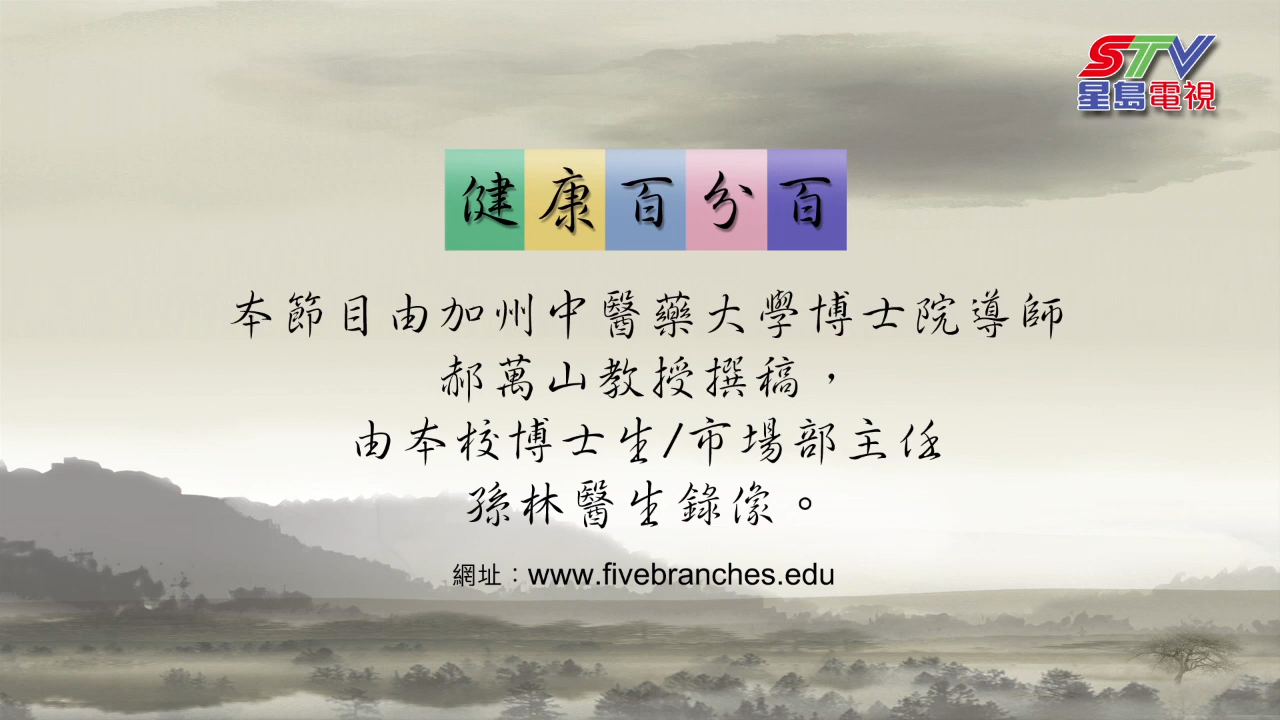 STV
星島電視
健康百分百
本節目由加州中醫藥大學博士院導師
郝萬山教授撰稿，
由本校博士生/市場部主任
孫林醫生錄像。
網址：www.fivebranches.edu